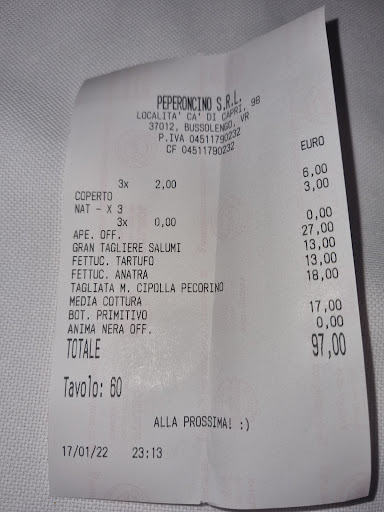 PEPERONCINO S.R.L.
LOCALITA' CA' DI CAPRI, 98
37012, BUSSOLENGO, VR
P.IVA 04511790232
CF 04511790232
EURO
3x 2,00
COPERTO 6,00
NAT - X 3 3,00
3x 0,00
APE. OFF. 0,00
GRAN TAGLIERE SALUMI 27,00
FETTUC. TARTUFO 13,00
FETTUC. ANATRA 13,00
TAGLIATA M. CIPOLLA PECORINO 18,00
MEDIA COTTURA
BOT. PRIMITIVO 17,00
ANIMA NERA OFF. 0,00
TOTALE 97,00
Tavolo: 60
ALLA PROSSIMA! :)
17/01/22 23:13